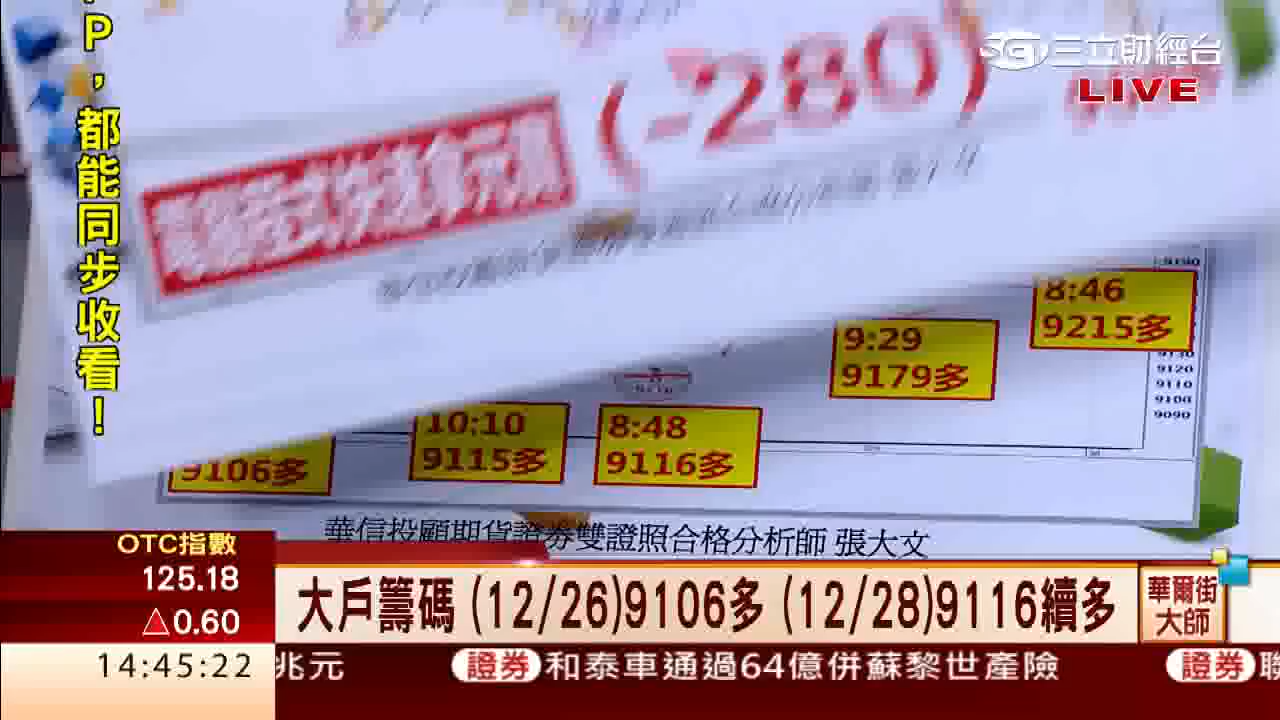 P，都能同步收看！
三立財經台
LIVE
(-280)
8:46
9215多
9:29
9179多
9120
9110
9100
9090
10:10
9115多
8:48
9116多
9106多
華信投顧期貨證券雙證照合格分析師 張大文
OTC指數
125.18
△0.60
大戶籌碼 (12/26)9106多 (12/28)9116續多
華爾街
大師
14:45:22
兆元
證券 和泰車通過64億併蘇黎世產險
證券